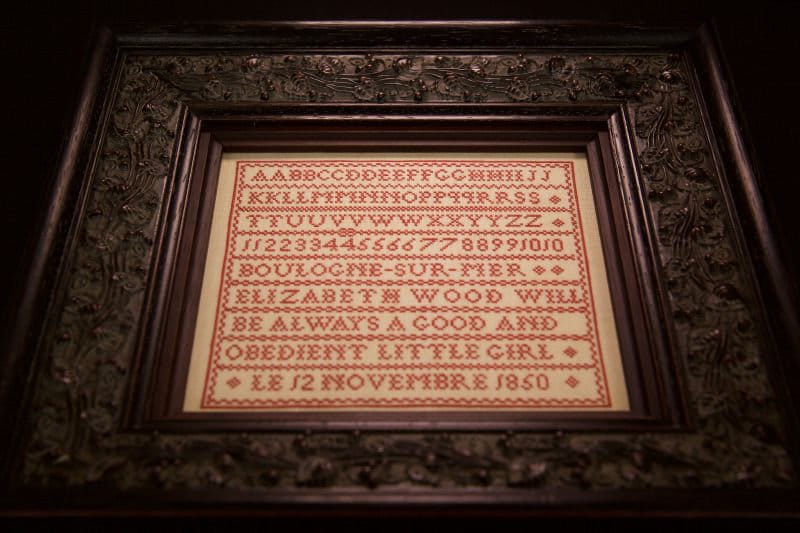 AABBCCDDEEFFGGHHIIJJ
KKLLMMNNOPPQRRSS
TTUUVVWWXXYYZZ
1122334455667788991010
BOULOGNE-SUR-MER
ELIZABETH WOOD WILL
BE ALWAYS A GOOD AND
OBEDIENT LITTLE GIRL
LE 12 NOVEMBRE 1850